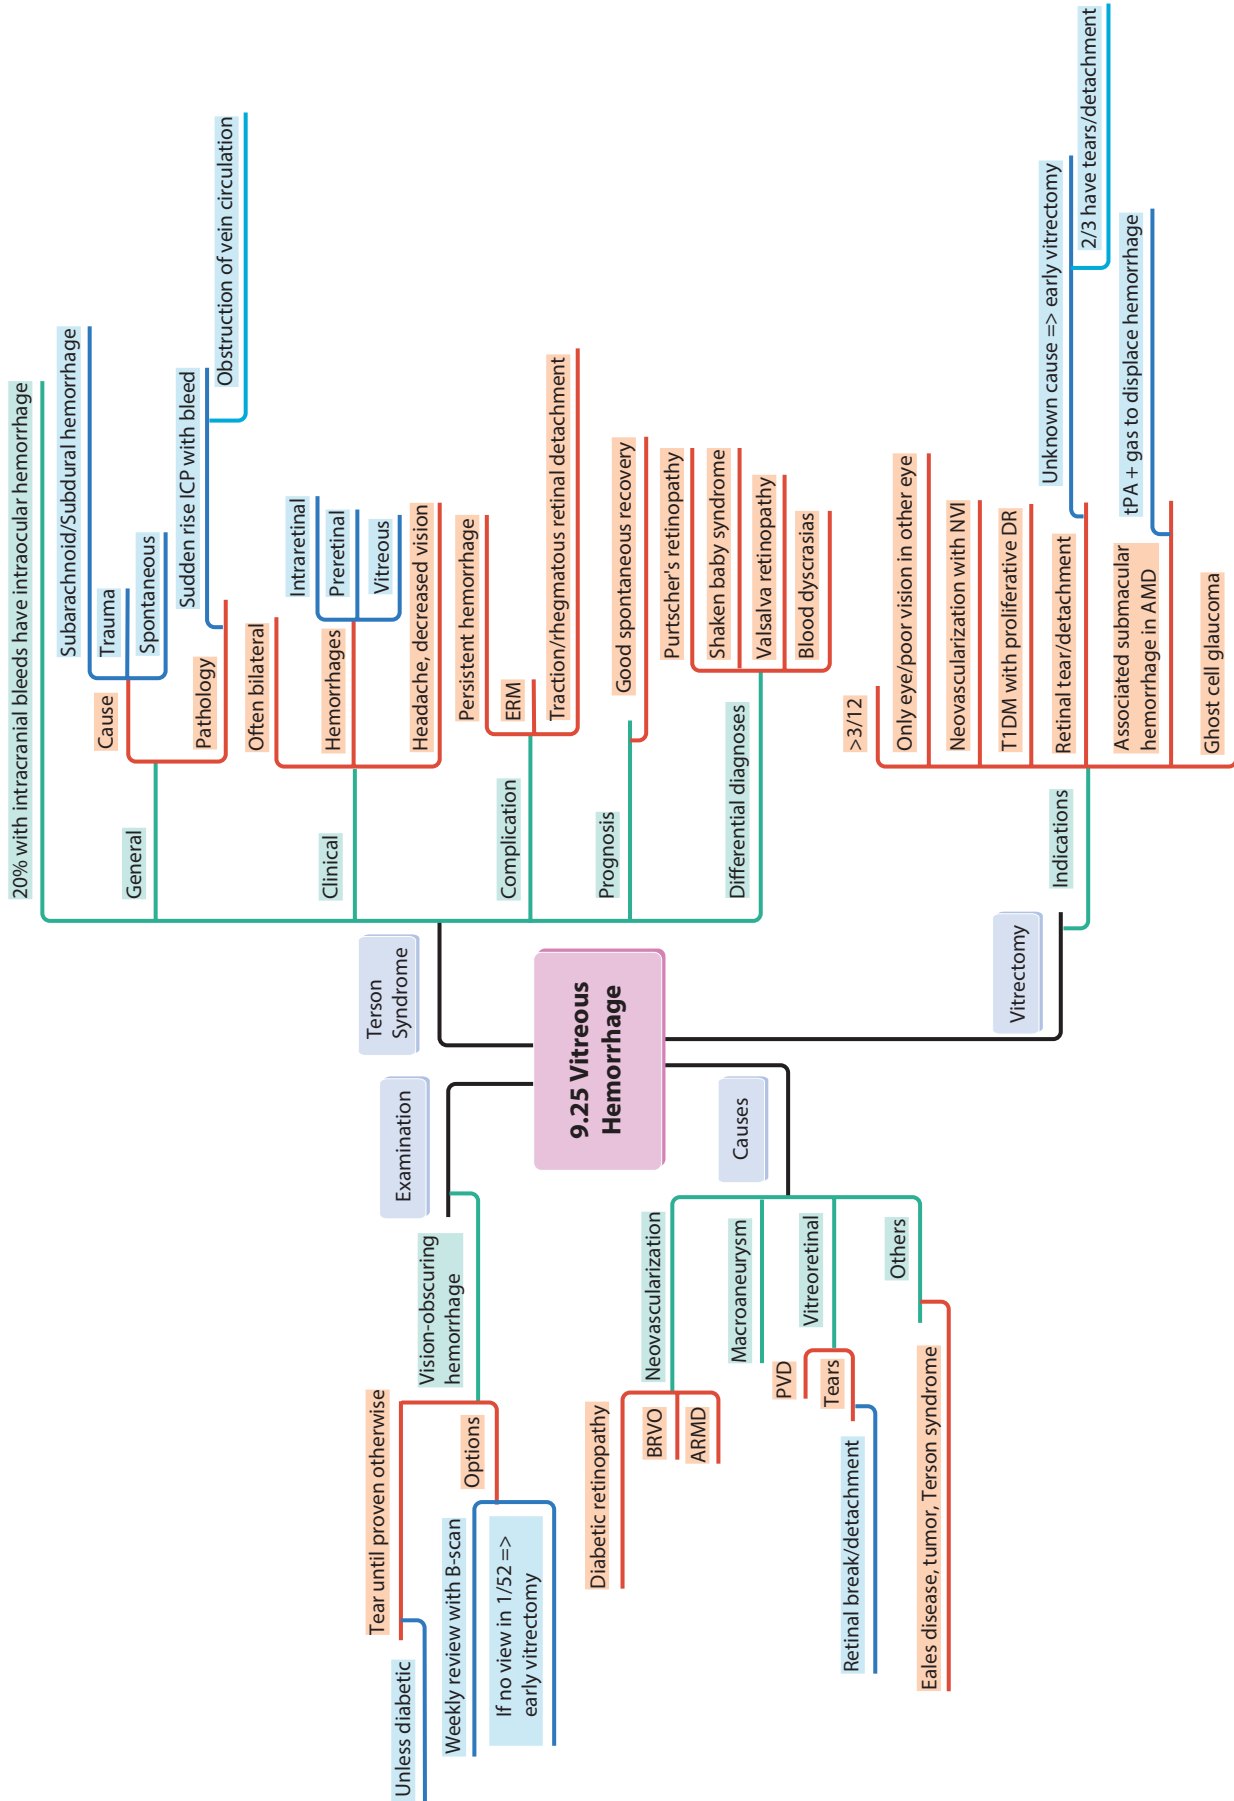 9.25 Vitreous
Hemorrhage
Terson
Syndrome
20% with intracranial bleeds have intraocular hemorrhage
General
Cause
Subarachnoid/Subdural hemorrhage
Trauma
Spontaneous
Pathology
Sudden rise ICP with bleed
Obstruction of vein circulation
Clinical
Often bilateral
Hemorrhages
Intraretinal
Preretinal
Vitreous
Headache, decreased vision
Complication
Persistent hemorrhage
ERM
Traction/rhegmatous retinal detachment
Prognosis
Good spontaneous recovery
Differential diagnoses
Purtscher's retinopathy
Shaken baby syndrome
Valsalva retinopathy
Blood dyscrasias
Vitrectomy
Indications
>3/12
Only eye/poor vision in other eye
Neovascularization with NVI
T1DM with proliferative DR
Retinal tear/detachment
Unknown cause => early vitrectomy
2/3 have tears/detachment
Associated submacular
hemorrhage in AMD
tPA + gas to displace hemorrhage
Ghost cell glaucoma
Examination
Vision-obscuring
hemorrhage
Tear until proven otherwise
Unless diabetic
Options
Weekly review with B-scan
If no view in 1/52 =>
early vitrectomy
Causes
Neovascularization
Diabetic retinopathy
BRVO
ARMD
Macroaneurysm
Vitreoretinal
PVD
Tears
Retinal break/detachment
Others
Eales disease, tumor, Terson syndrome